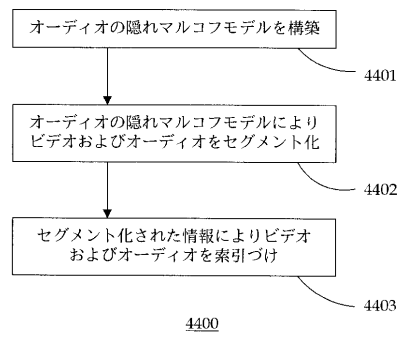 オーディオの隠れマルコフモデルを構築
4401
オーディオの隠れマルコフモデルにより
ビデオおよびオーディオをセグメント化
4402
セグメント化された情報によりビデオ
およびオーディオを索引づけ
4403
4400